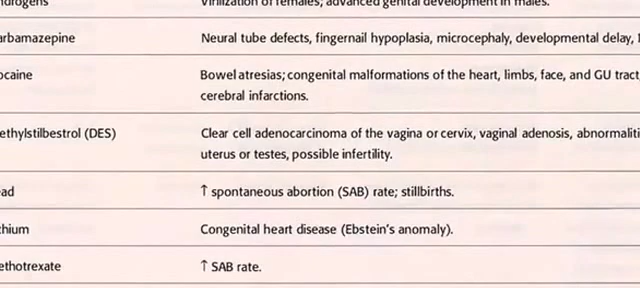 ndrogens Virilization of females; advanced genital development in males.
arbamazepine Neural tube defects, fingernail hypoplasia, microcephaly, developmental delay,
ocaine Bowel atresias; congenital malformations of the heart, limbs, face, and GU tract
cerebral infarctions.
ethylstilbestrol (DES) Clear cell adenocarcinoma of the vagina or cervix, vaginal adenosis, abnormaliti
uterus or testes, possible infertility.
ead ↑ spontaneous abortion (SAB) rate; stillbirths.
thium Congenital heart disease (Ebstein's anomaly).
ethotrexate ↑ SAB rate.